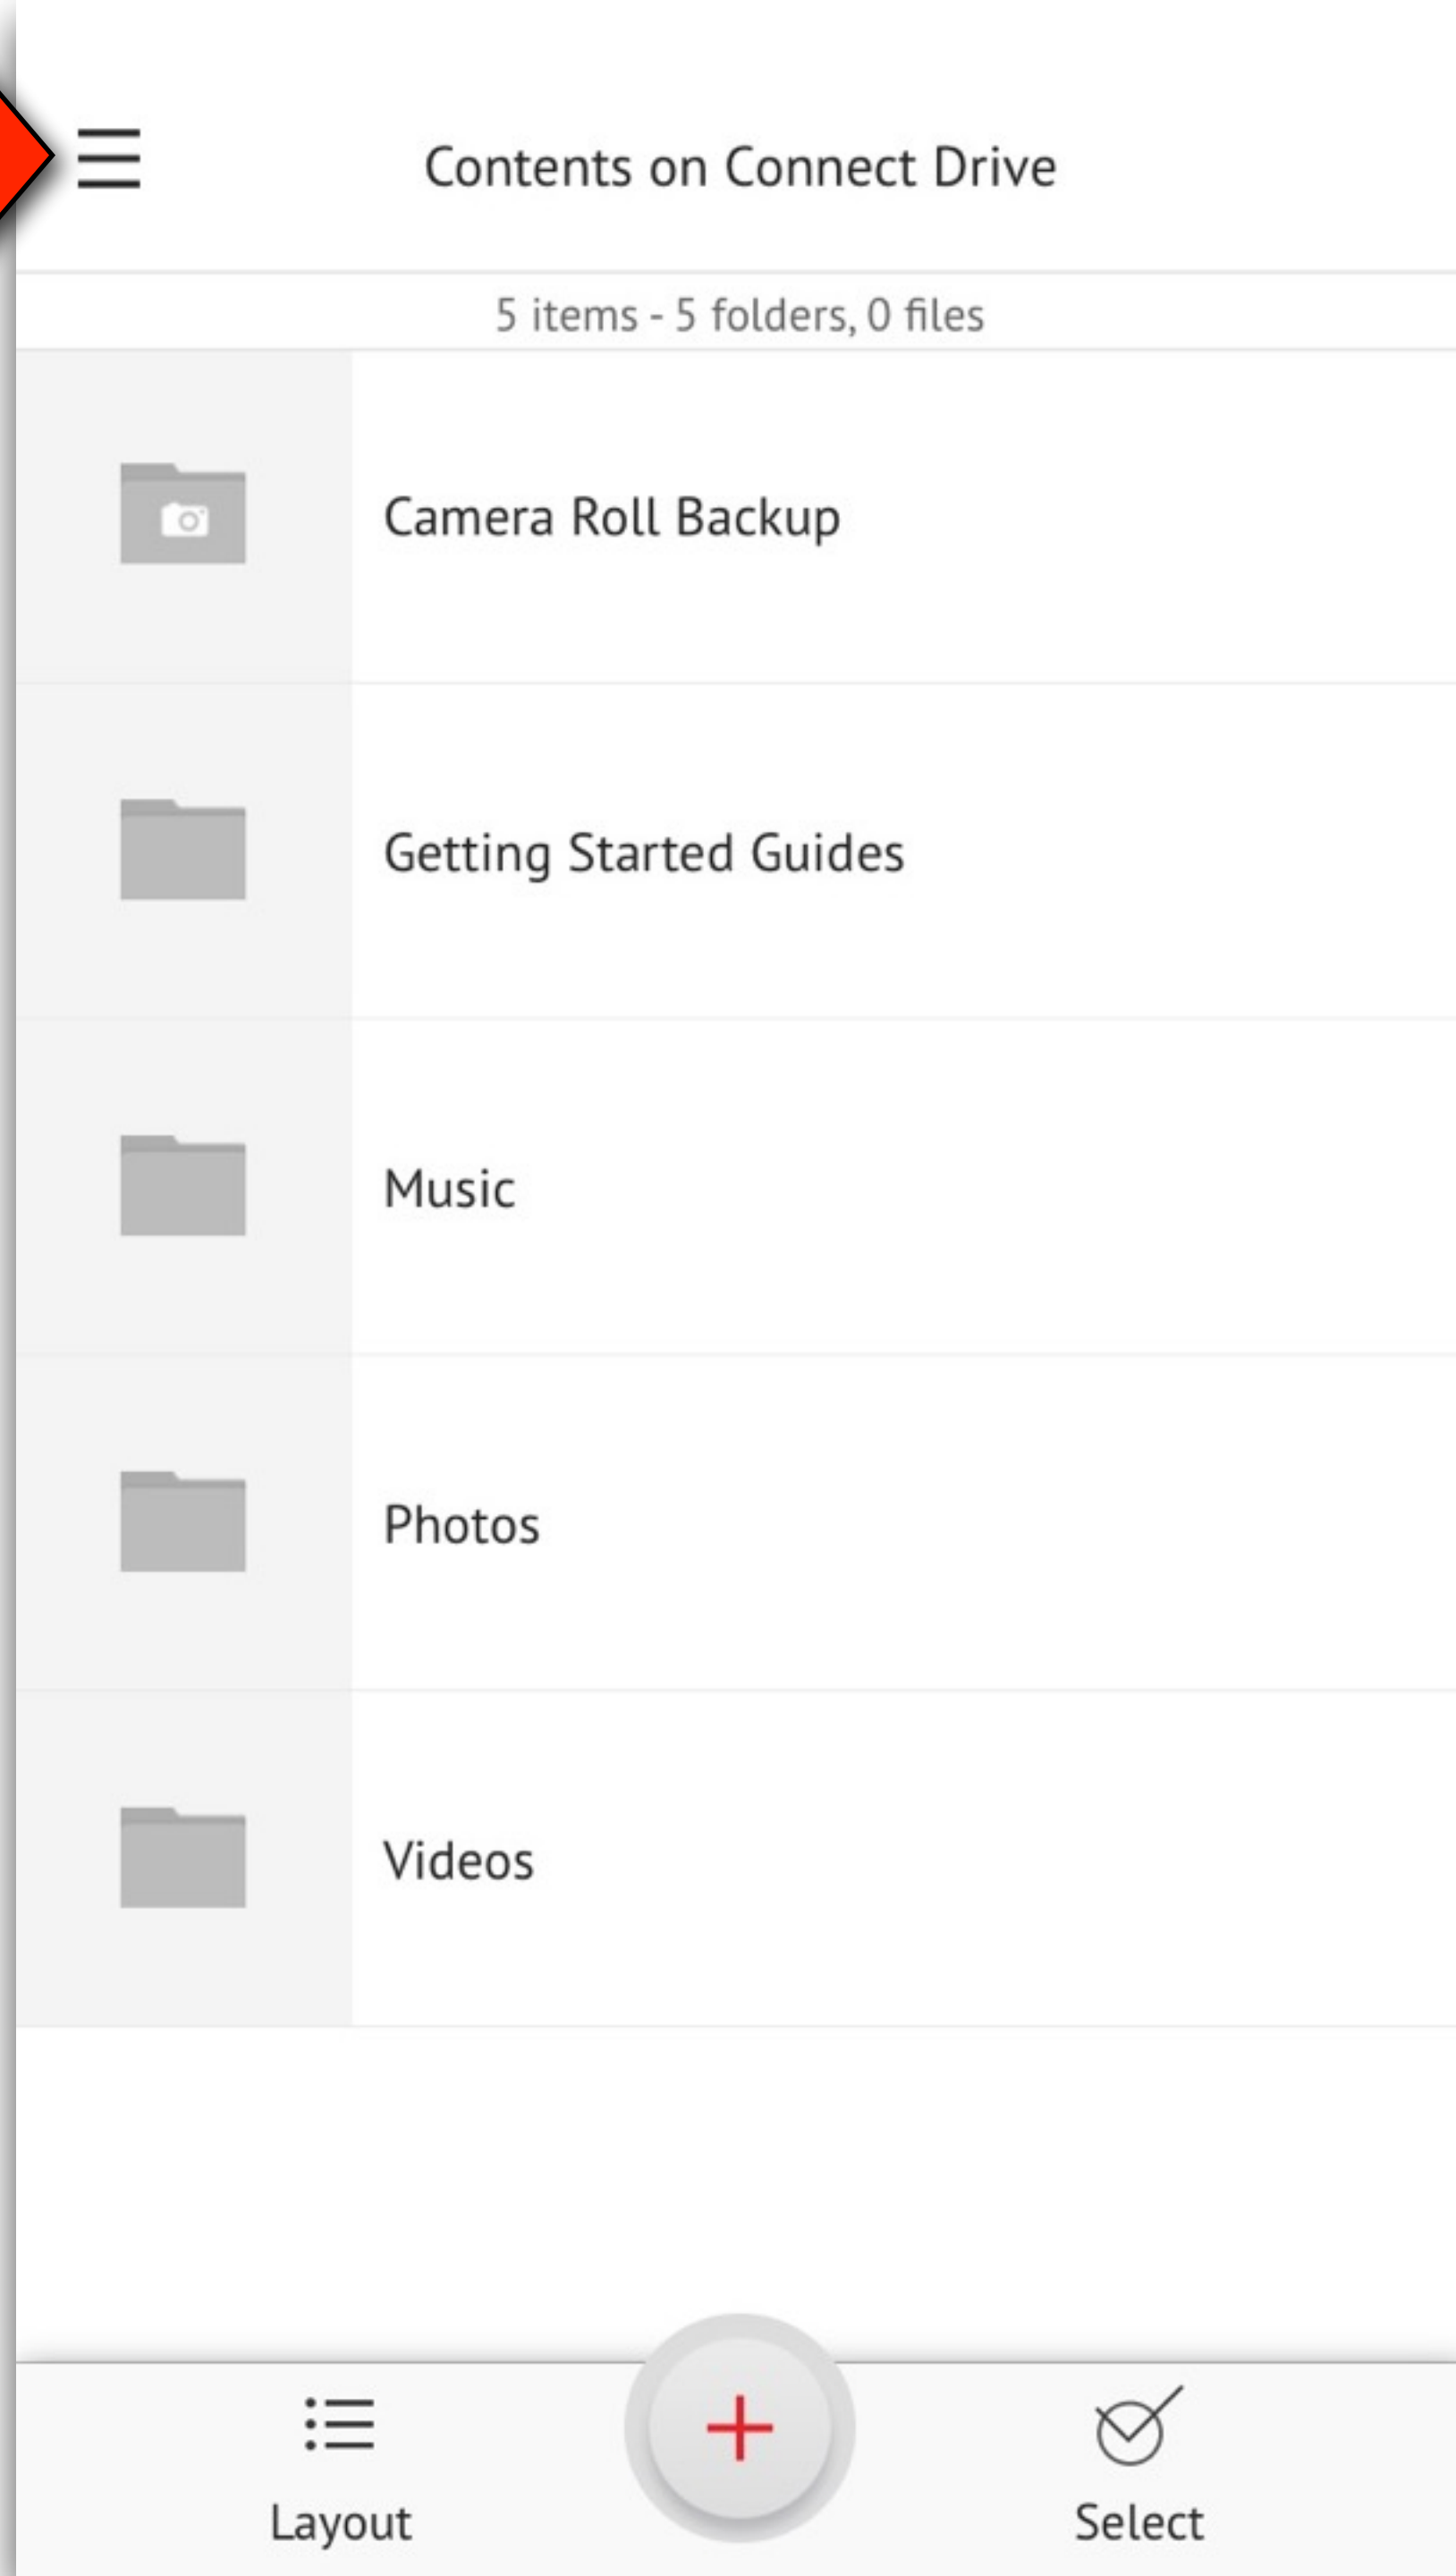 Contents on Connect Drive
5 items - 5 folders, 0 files
Camera Roll Backup
Getting Started Guides
Music
Photos
Videos
Layout
Select